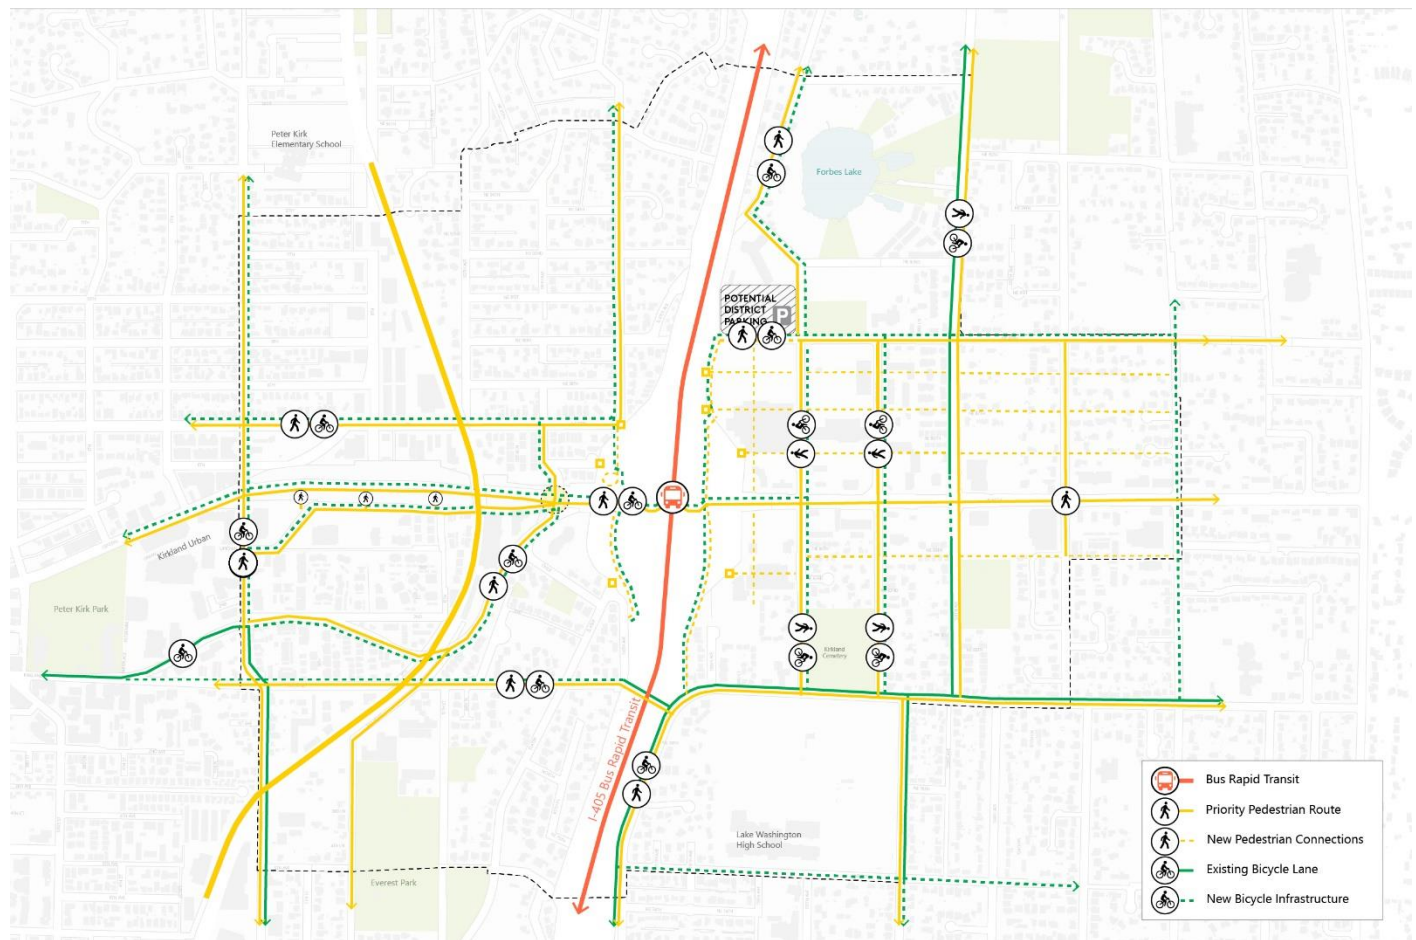 Peter Kirk
Elementary School
Forbes Lake
POTENTIAL
DISTRICT
PARKING
P
Kirkland Urban
Peter Kirk Park
Kirkland
Cemetery
I-405 Bus Rapid Transit
Lake Washington
High School
Everest Park
Bus Rapid Transit
Priority Pedestrian Route
New Pedestrian Connections
Existing Bicycle Lane
New Bicycle Infrastructure